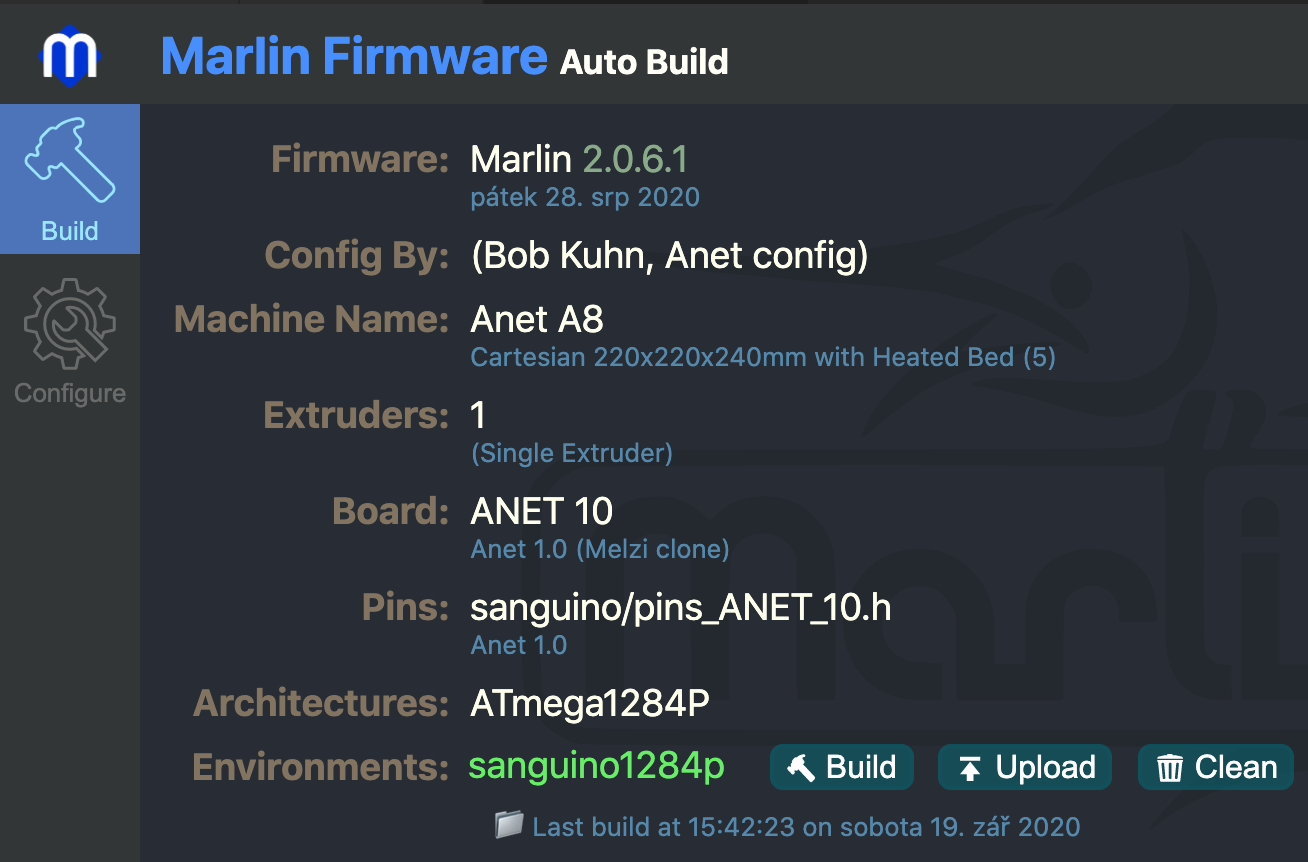 Marlin Firmware Auto Build
Build
Configure
Firmware: Marlin 2.0.6.1
pátek 28. srp 2020
Config By: (Bob Kuhn, Anet config)
Machine Name: Anet A8
Cartesian 220x220x240mm with Heated Bed (5)
Extruders: 1
(Single Extruder)
Board: ANET 10
Anet 1.0 (Melzi clone)
Pins: sanguino/pins_ANET_10.h
Anet 1.0
Architectures: ATmega1284P
Environments: sanguino1284p Build Upload Clean
Last build at 15:42:23 on sobota 19. zář 2020